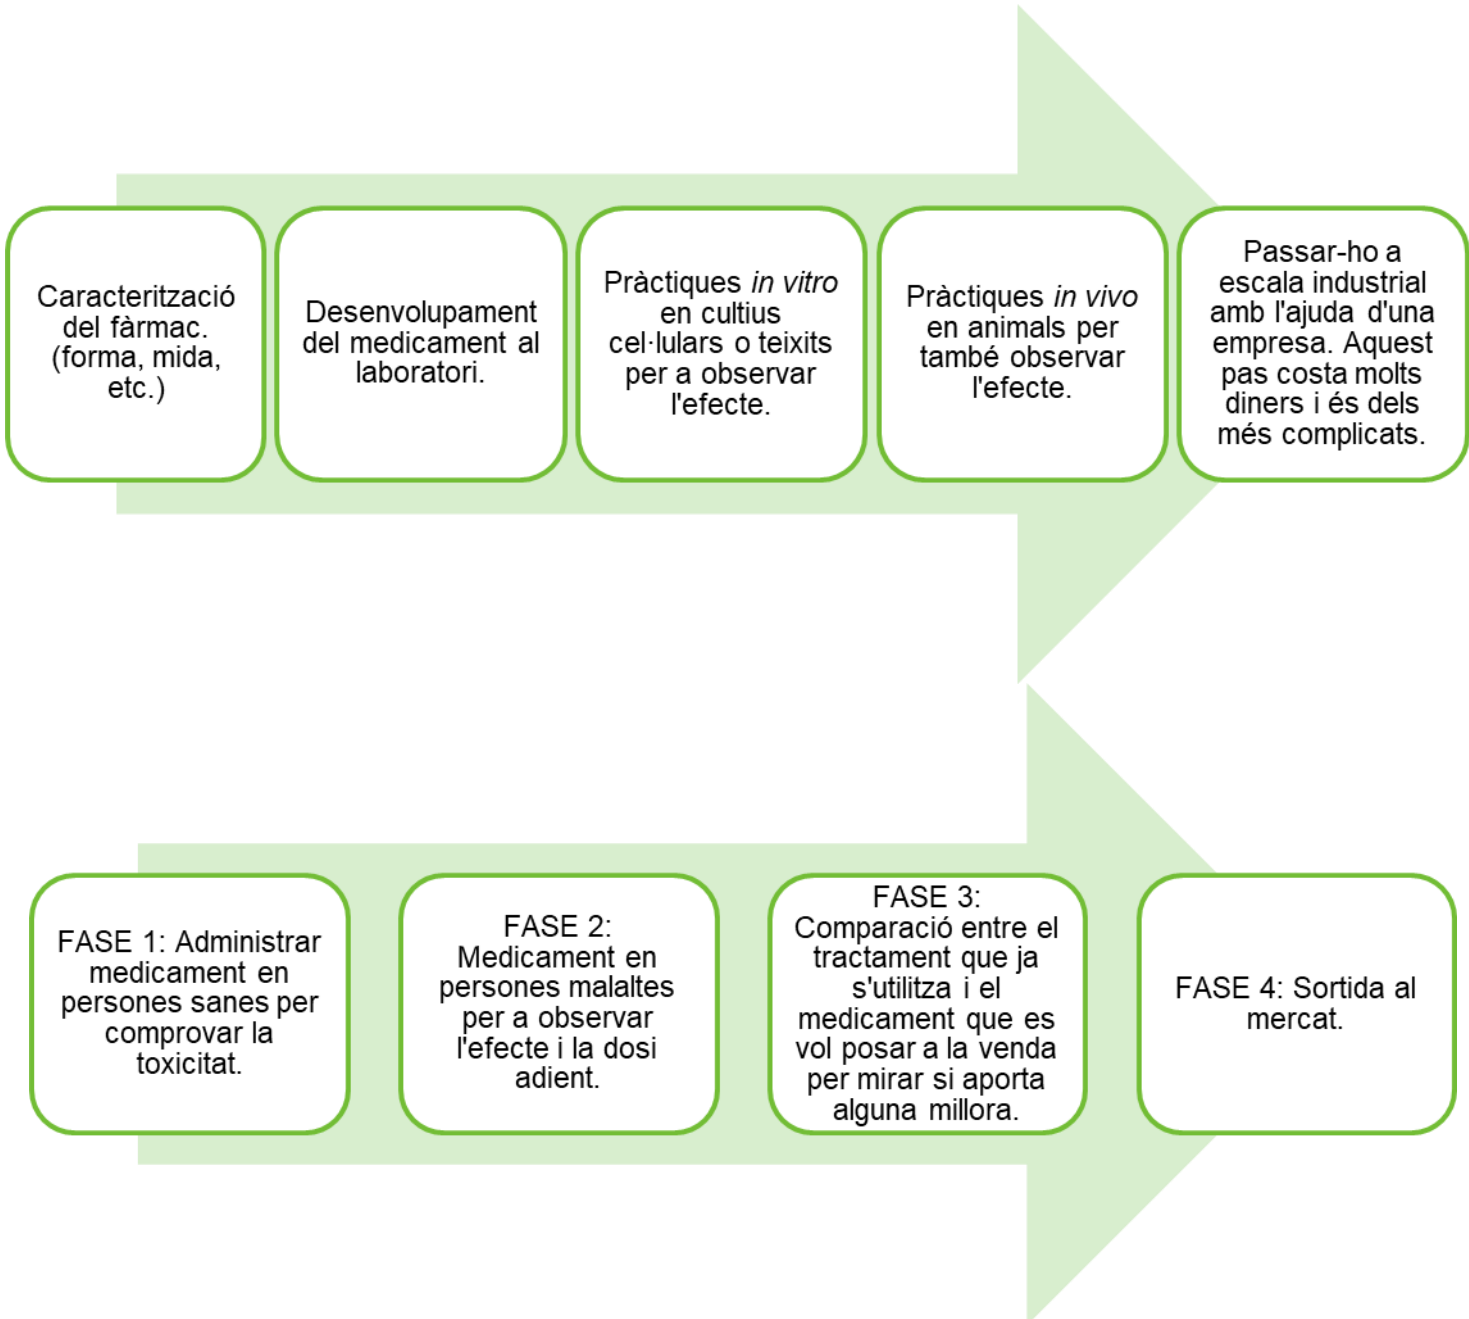 Caracterització
del fàrmac.
(forma, mida,
etc.)
Desenvolupament
del medicament al
laboratori.
Pràctiques in vitro
en cultius
cel·lulars o teixits
per a observar
l'efecte.
Pràctiques in vivo
en animals per
també observar
l'efecte.
Passar-ho a
escala industrial
amb l'ajuda d'una
empresa. Aquest
pas costa molts
diners i és dels
més complicats.
FASE 1: Administrar
medicament en
persones sanes per
comprovar la
toxicitat.
FASE 2:
Medicament en
persones malaltes
per a observar
l'efecte i la dosi
adient.
FASE 3:
Comparació entre el
tractament que ja
s'utilitza i el
medicament que es
vol posar a la venda
per mirar si aporta
alguna millora.
FASE 4: Sortida al
mercat.